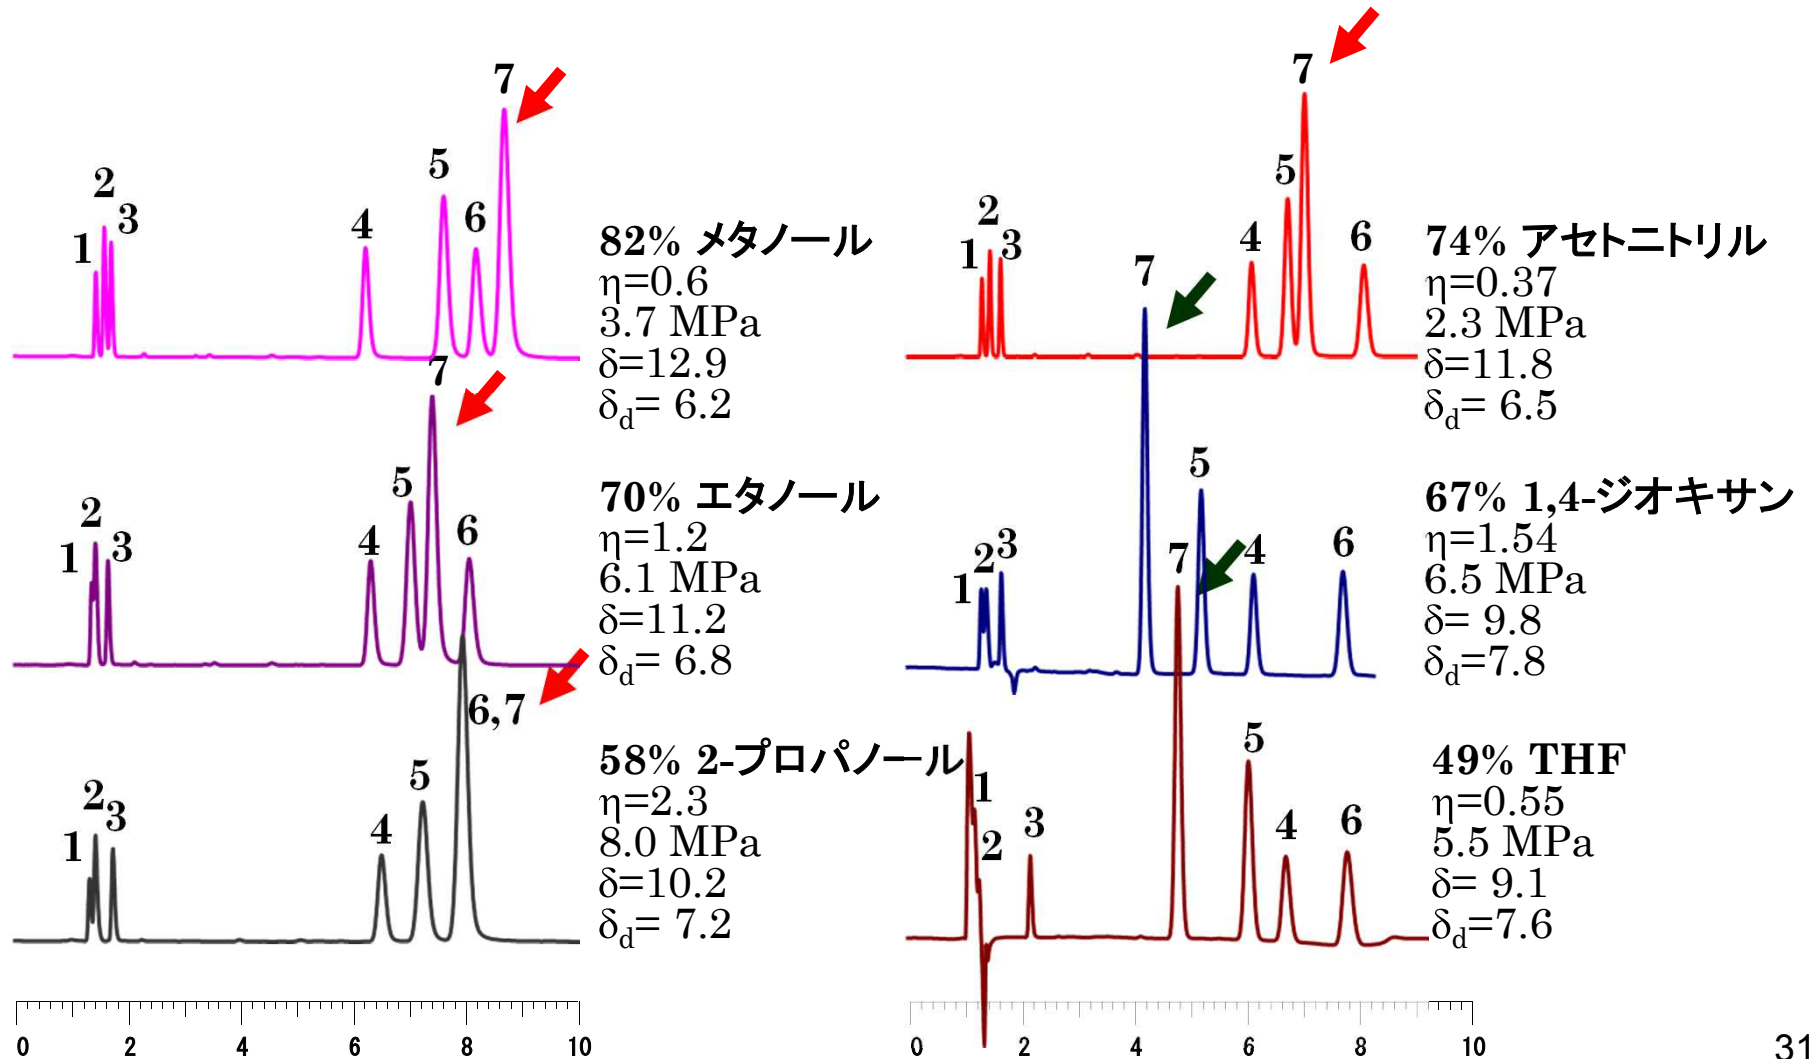 7
5
2
3
1
4
6
82% メタノール
η=0.6
3.7 MPa
δ=12.9
δd= 6.2
7
5
2
1
3
4
6
70% エタノール
η=1.2
6.1 MPa
δ=11.2
δd= 6.8
6,7
5
2
3
1
4
58% 2-プロパノール
η=2.3
8.0 MPa
δ=10.2
δd= 7.2
0 2 4 6 8 10
7
5
2
3
1
4
6
74% アセトニトリル
η=0.37
2.3 MPa
δ=11.8
δd= 6.5
7
5
2
3
1
4
6
67% 1,4-ジオキサン
η=1.54
6.5 MPa
δ= 9.8
δd=7.8
7
5
1
2
3
4
6
49% THF
η=0.55
5.5 MPa
δ= 9.1
δd=7.6
0 2 4 6 8 10
31